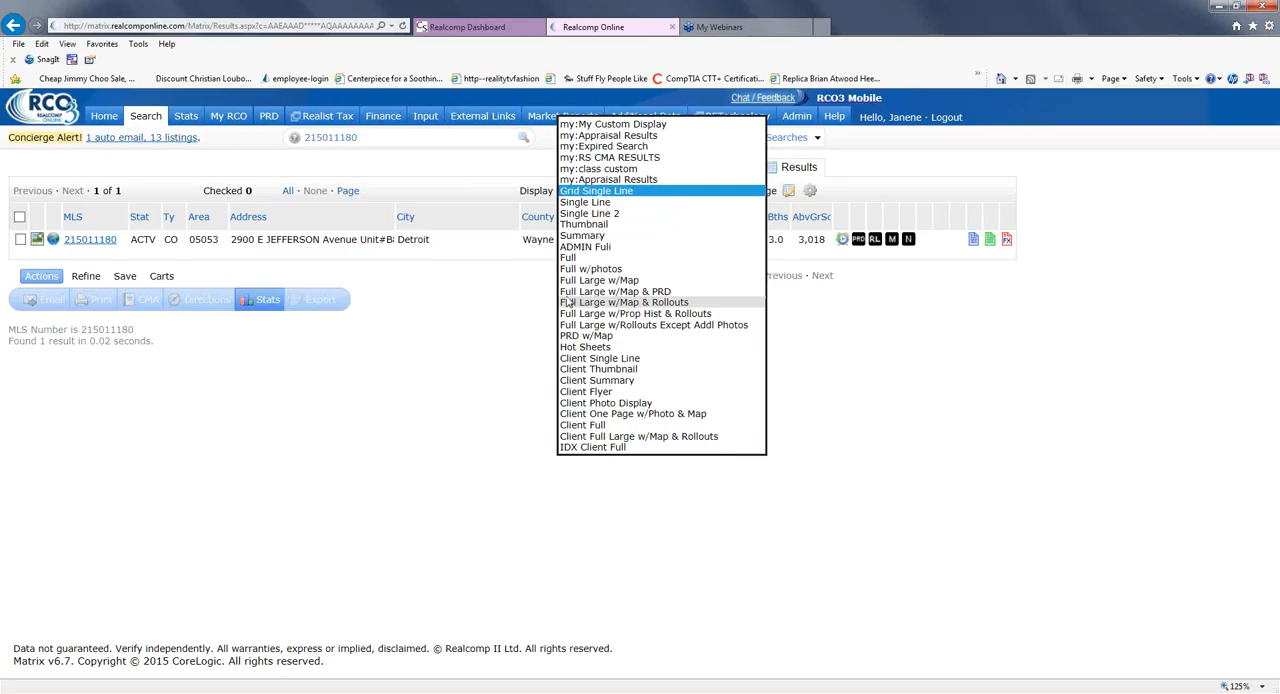 http://matrix.realcomponline.com/Matrix/Results.aspx?c=AAEAAAD*****AQAAAAAAAA
Realcomp Dashboard
Realcomp Online
My Webinars
File Edit View Favorites Tools Help
SnagIt
Cheap Jimmy Choo Sale, ... Discount Christian Loubo... employee-login Centerpiece for a Soothin... http--realitytvfashion Stuff Fly People Like CompTIA CTT+ Certificati... Replica Brian Atwood Hee... Page Safety Tools
RCO3 REALCOMP ONLINE
Chat / Feedback RCO3 Mobile
Home Search Stats My RCO PRD Realist Tax Finance Input External Links Admin Help Hello, Janene - Logout
Concierge Alert! 1 auto email, 13 listings. 215011180 Searches
Results
Previous · Next · 1 of 1 Checked 0 All · None · Page Display
MLS Stat Ty Area Address City County Bths AbvGrSc
215011180 ACTV CO 05053 2900 E JEFFERSON Avenue Unit#B Detroit Wayne 3.0 3,018 PRD RL M N
Actions Refine Save Carts Previous · Next
Email Print CMA Directions Stats Export
MLS Number is 215011180
Found 1 result in 0.02 seconds.
my:My Custom Display
my:Appraisal Results
my:Expired Search
my:RS CMA RESULTS
my:class custom
my:Appraisal Results
Grid Single Line
Single Line
Single Line 2
Thumbnail
Summary
ADMIN Full
Full
Full w/photos
Full Large w/Map
Full Large w/Map & PRD
Full Large w/Map & Rollouts
Full Large w/Prop Hist & Rollouts
Full Large w/Rollouts Except Addl Photos
PRD w/Map
Hot Sheets
Client Single Line
Client Thumbnail
Client Summary
Client Flyer
Client Photo Display
Client One Page w/Photo & Map
Client Full
Client Full Large w/Map & Rollouts
IDX Client Full
Data not guaranteed. Verify independently. All warranties, express or implied, disclaimed. © Realcomp II Ltd. All rights reserved.
Matrix v6.7. Copyright © 2015 CoreLogic. All rights reserved.
125%